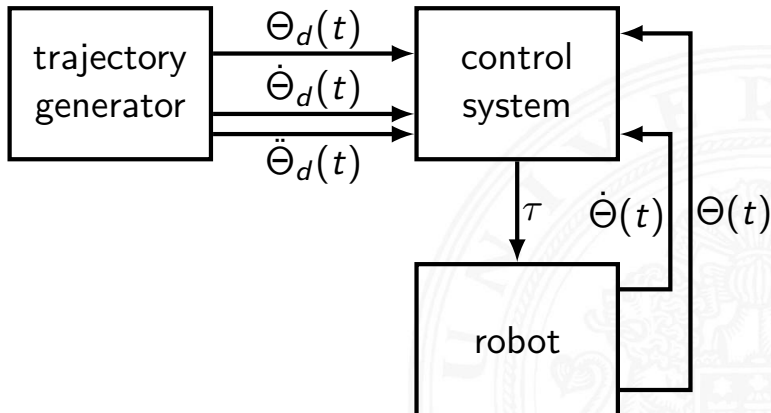 trajectory
generator
Θ_d(t)
Θ̇_d(t)
Θ̈_d(t)
control
system
τ
Θ̇(t)
Θ(t)
robot
U N I V E R